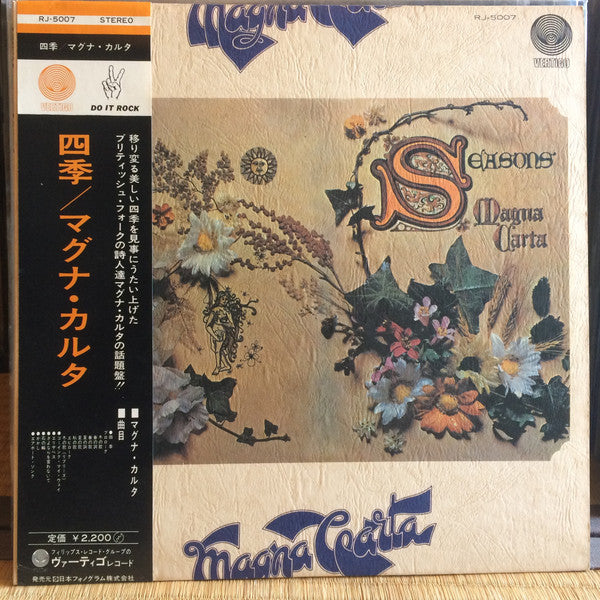 RJ-5007 STEREO
四季 マグナ・カルタ
VERTIGO
DO IT ROCK
四季/マグナ・カルタ
移り変る美しい四季を見事にうたい上げた
ブリティッシュ・フォークの詩人達マグナ・カルタの話題盤!!
■マグナ・カルタ
■曲目
定価 ¥2,200
フィリップス・レコード・グループの
ヴァーティゴレコード
発売元 日本フォノグラム株式会社
Magna Carta
RJ-5007
VERTIGO
SEASONS
Magna
Carta
Magna Carta